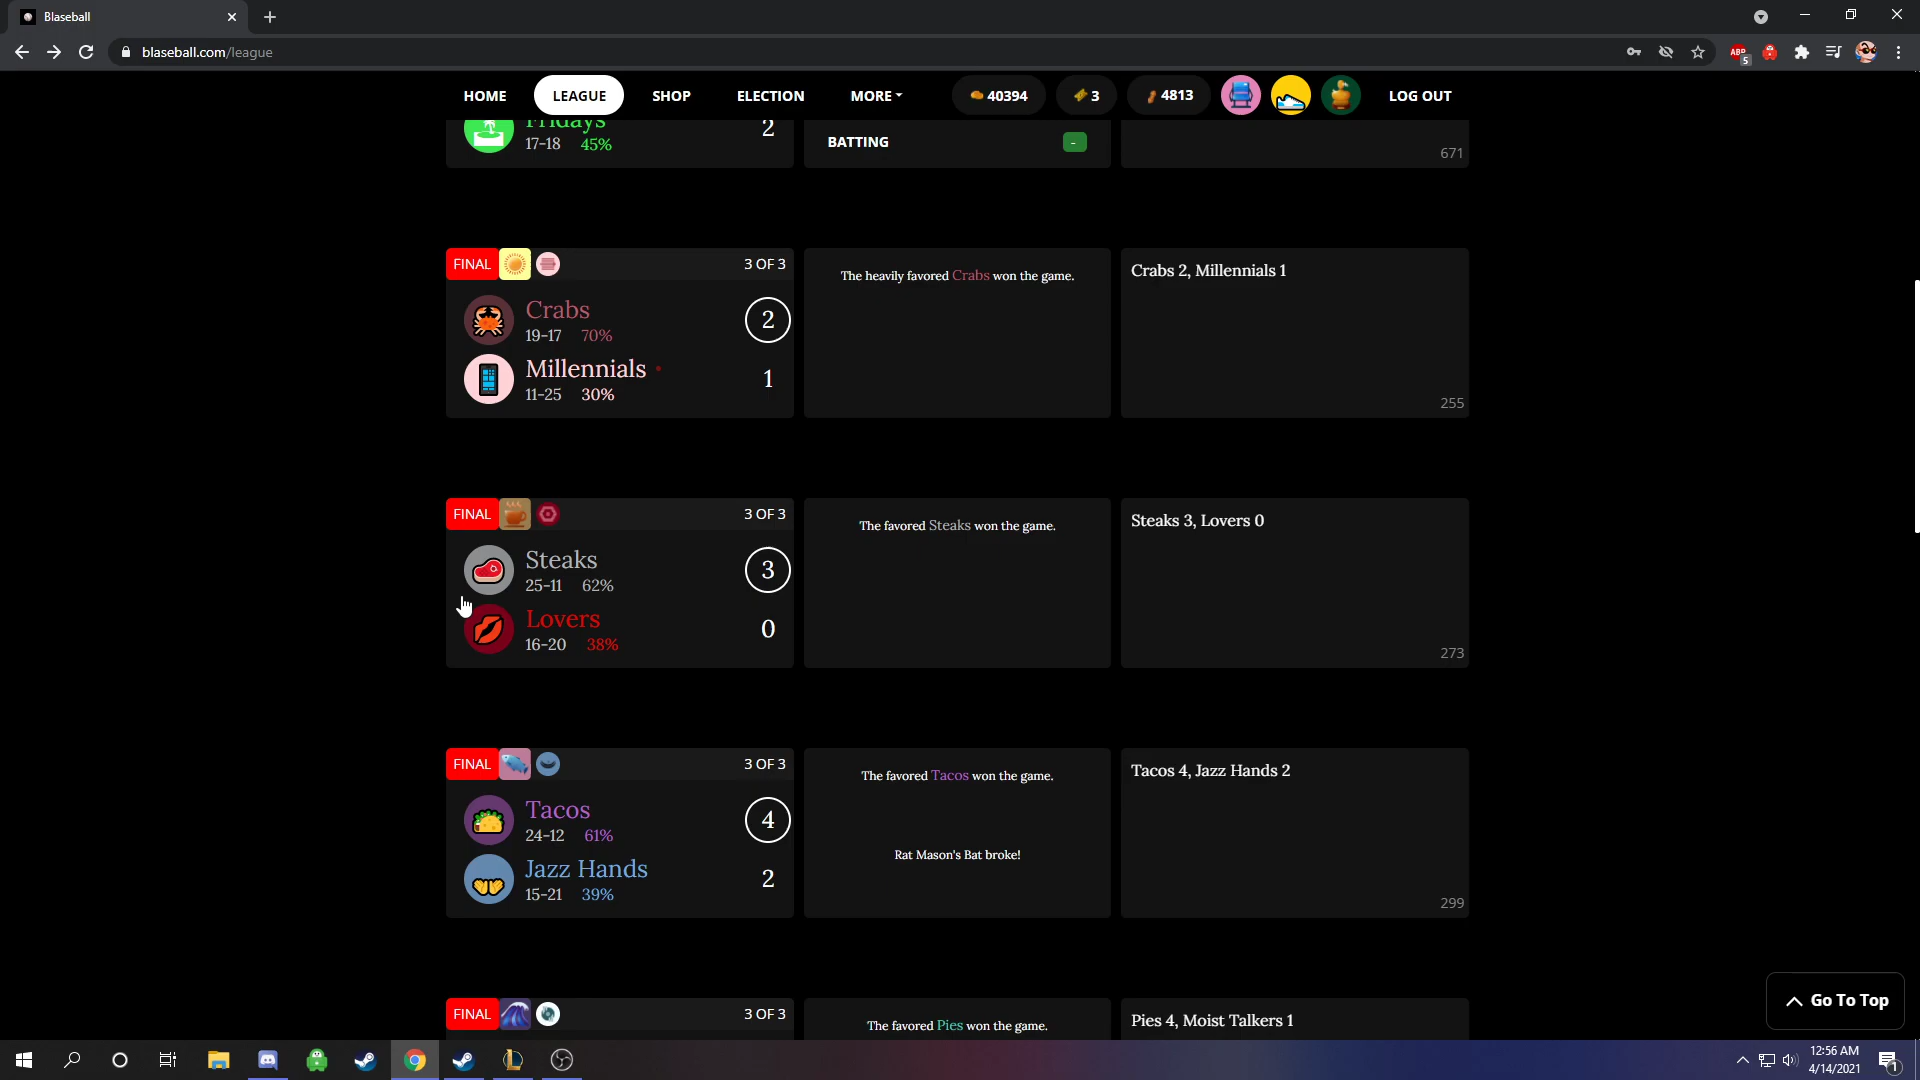 Blaseball
blaseball.com/league
ABP
5
HOME
LEAGUE
SHOP
ELECTION
MORE
40394
3
4813
LOG OUT
Fridays
2
17-18 45%
BATTING
-
671
FINAL
3 OF 3
Crabs
2
19-17 70%
Millennials
1
11-25 30%
The heavily favored Crabs won the game.
Crabs 2, Millennials 1
255
FINAL
3 OF 3
Steaks
3
25-11 62%
Lovers
0
16-20 38%
The favored Steaks won the game.
Steaks 3, Lovers 0
273
FINAL
3 OF 3
Tacos
4
24-12 61%
Jazz Hands
2
15-21 39%
The favored Tacos won the game.
Rat Mason's Bat broke!
Tacos 4, Jazz Hands 2
299
FINAL
3 OF 3
The favored Pies won the game.
Pies 4, Moist Talkers 1
Go To Top
12:56 AM
4/14/2021
1